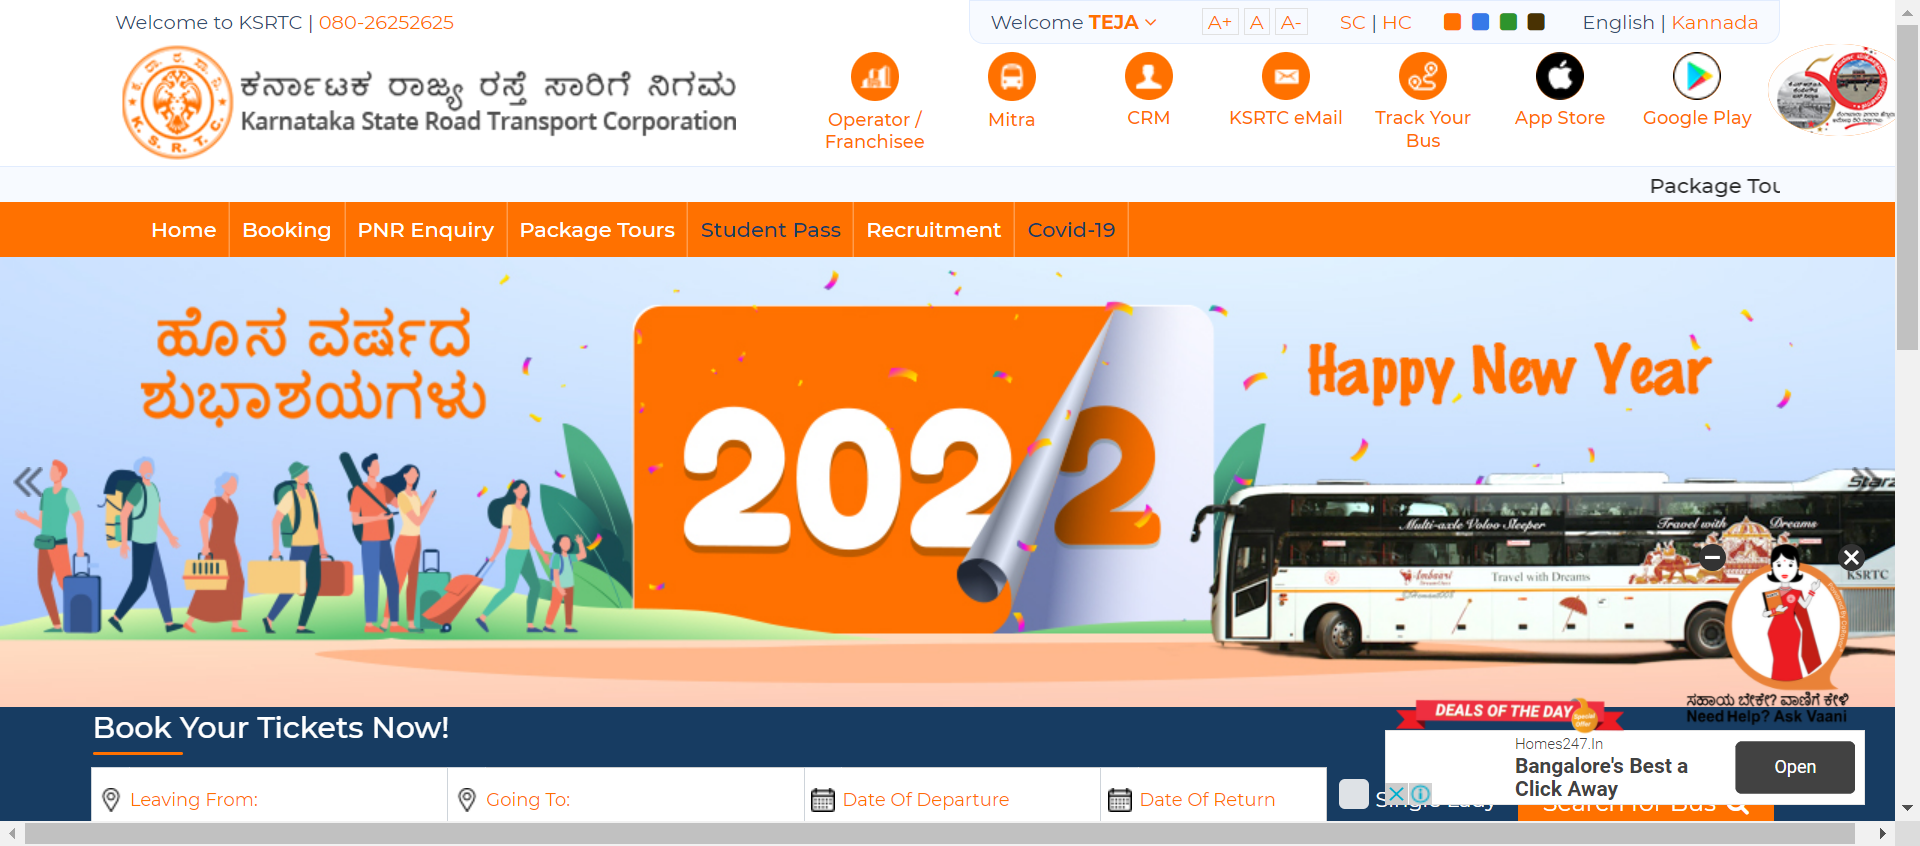 Welcome to KSRTC | 080-26252625
Welcome TEJA
A+ A A-
SC | HC
English | Kannada
ಕರ್ನಾಟಕ ರಾಜ್ಯ ರಸ್ತೆ ಸಾರಿಗೆ ನಿಗಮ
Karnataka State Road Transport Corporation
K. S. R. T. C.
Operator /
Franchisee
Mitra
CRM
KSRTC eMail
Track Your
Bus
App Store
Google Play
Package Tou
Home
Booking
PNR Enquiry
Package Tours
Student Pass
Recruitment
Covid-19
ಹೊಸ ವರ್ಷದ
ಶುಭಾಶಯಗಳು
2022
2
Happy New Year
Multi-axle Volvo Sleeper
Travel with Dreams
Ambaari
Travel with Dreams
KSRTC
ಸಹಾಯ ಬೇಕೇ? ವಾಣಿಗೆ ಕೇಳಿ
Need Help? Ask Vaani
Book Your Tickets Now!
DEALS OF THE DAY
Special
Offer
Homes247.In
Bangalore's Best a
Click Away
Open
Leaving From:
Going To:
Date Of Departure
Date Of Return
Single Lady
Search for Bus